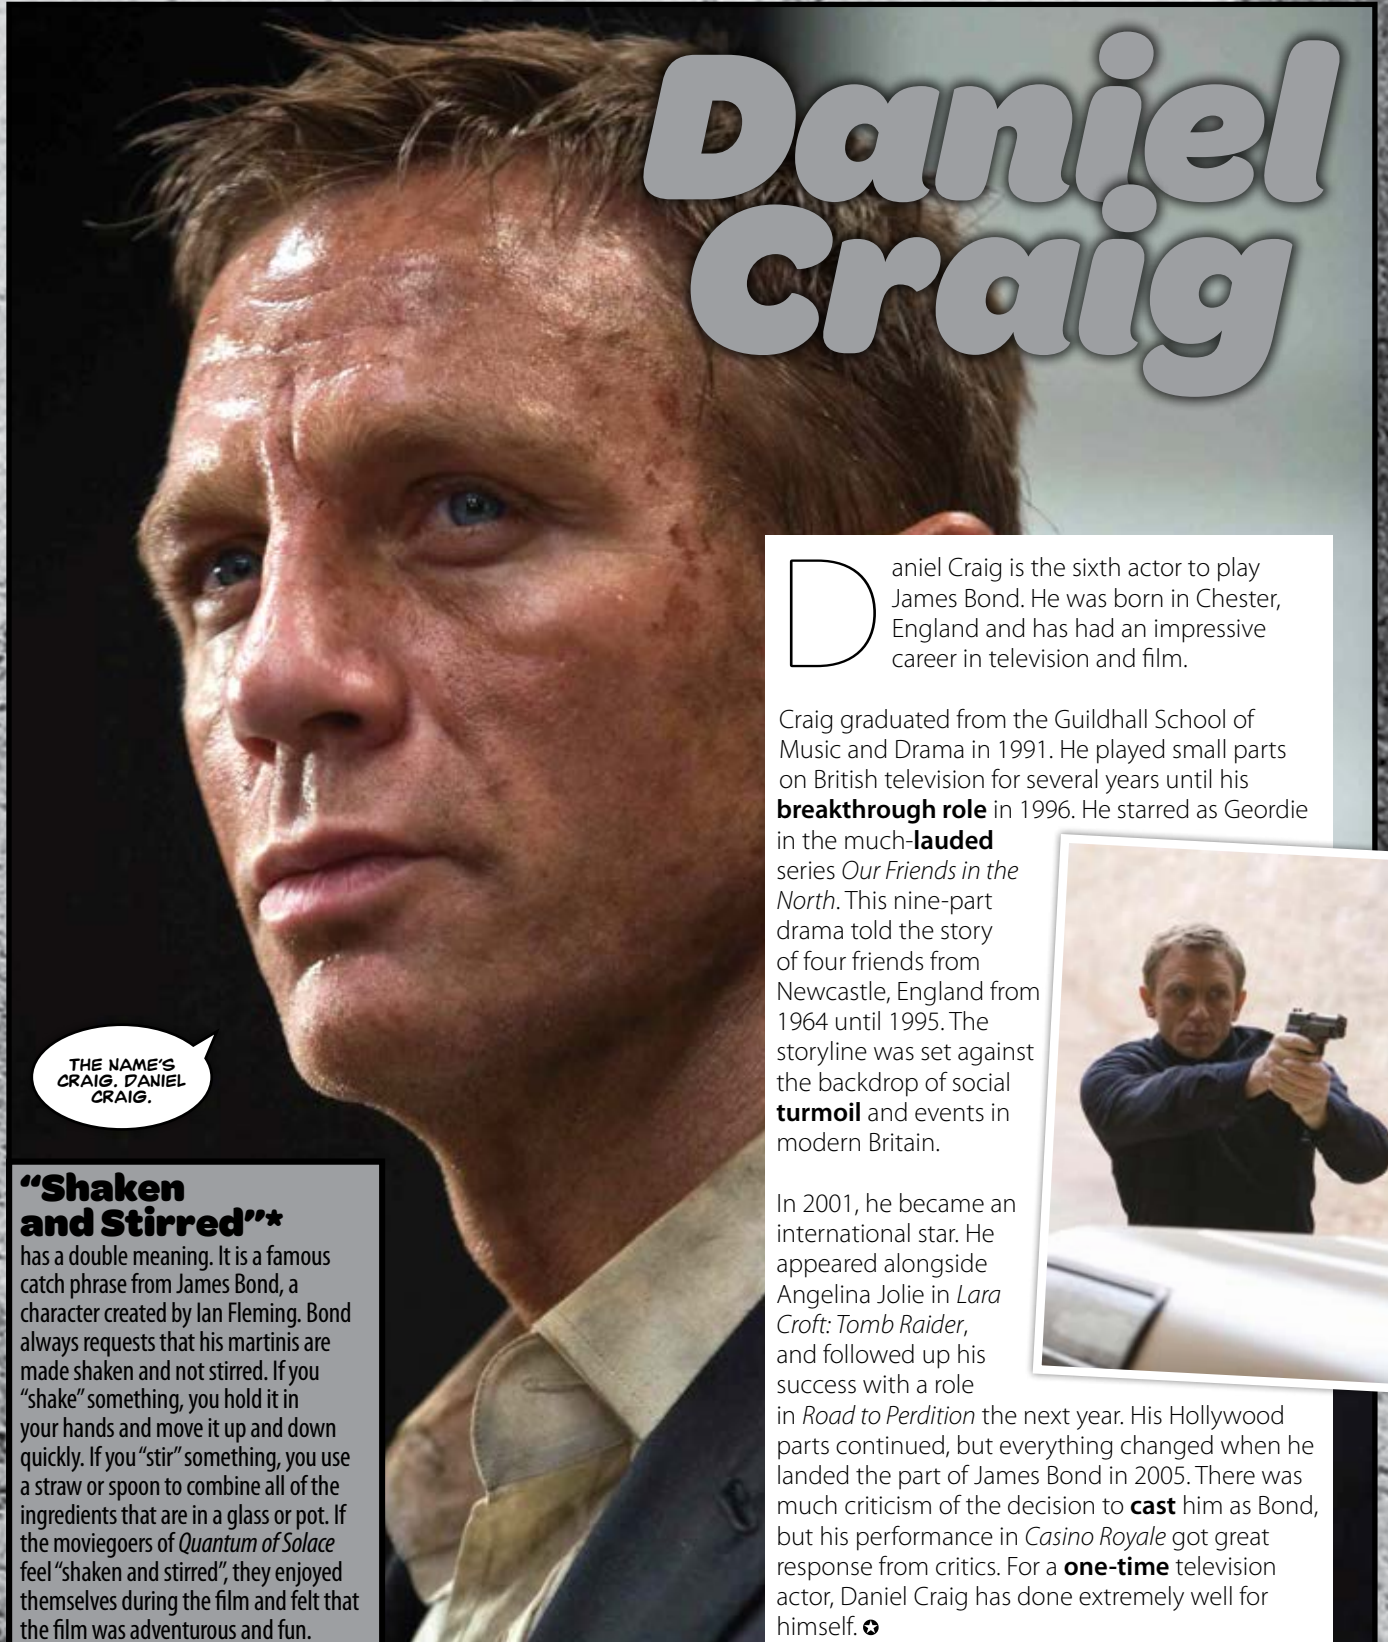 Daniel
Craig
Daniel Craig is the sixth actor to play
James Bond. He was born in Chester,
England and has had an impressive
career in television and film.
Craig graduated from the Guildhall School of
Music and Drama in 1991. He played small parts
on British television for several years until his
breakthrough role in 1996. He starred as Geordie
in the much-lauded
series Our Friends in the
North. This nine-part
drama told the story
of four friends from
Newcastle, England from
1964 until 1995. The
storyline was set against
the backdrop of social
turmoil and events in
modern Britain.
In 2001, he became an
international star. He
appeared alongside
Angelina Jolie in Lara
Croft: Tomb Raider,
and followed up his
success with a role
in Road to Perdition the next year. His Hollywood
parts continued, but everything changed when he
landed the part of James Bond in 2005. There was
much criticism of the decision to cast him as Bond,
but his performance in Casino Royale got great
response from critics. For a one-time television
actor, Daniel Craig has done extremely well for
himself.
THE NAME'S
CRAIG. DANIEL
CRAIG.
“Shaken
and Stirred”*
has a double meaning. It is a famous
catch phrase from James Bond, a
character created by Ian Fleming. Bond
always requests that his martinis are
made shaken and not stirred. If you
“shake” something, you hold it in
your hands and move it up and down
quickly. If you “stir” something, you use
a straw or spoon to combine all of the
ingredients that are in a glass or pot. If
the moviegoers of Quantum of Solace
feel “shaken and stirred”, they enjoyed
themselves during the film and felt that
the film was adventurous and fun.